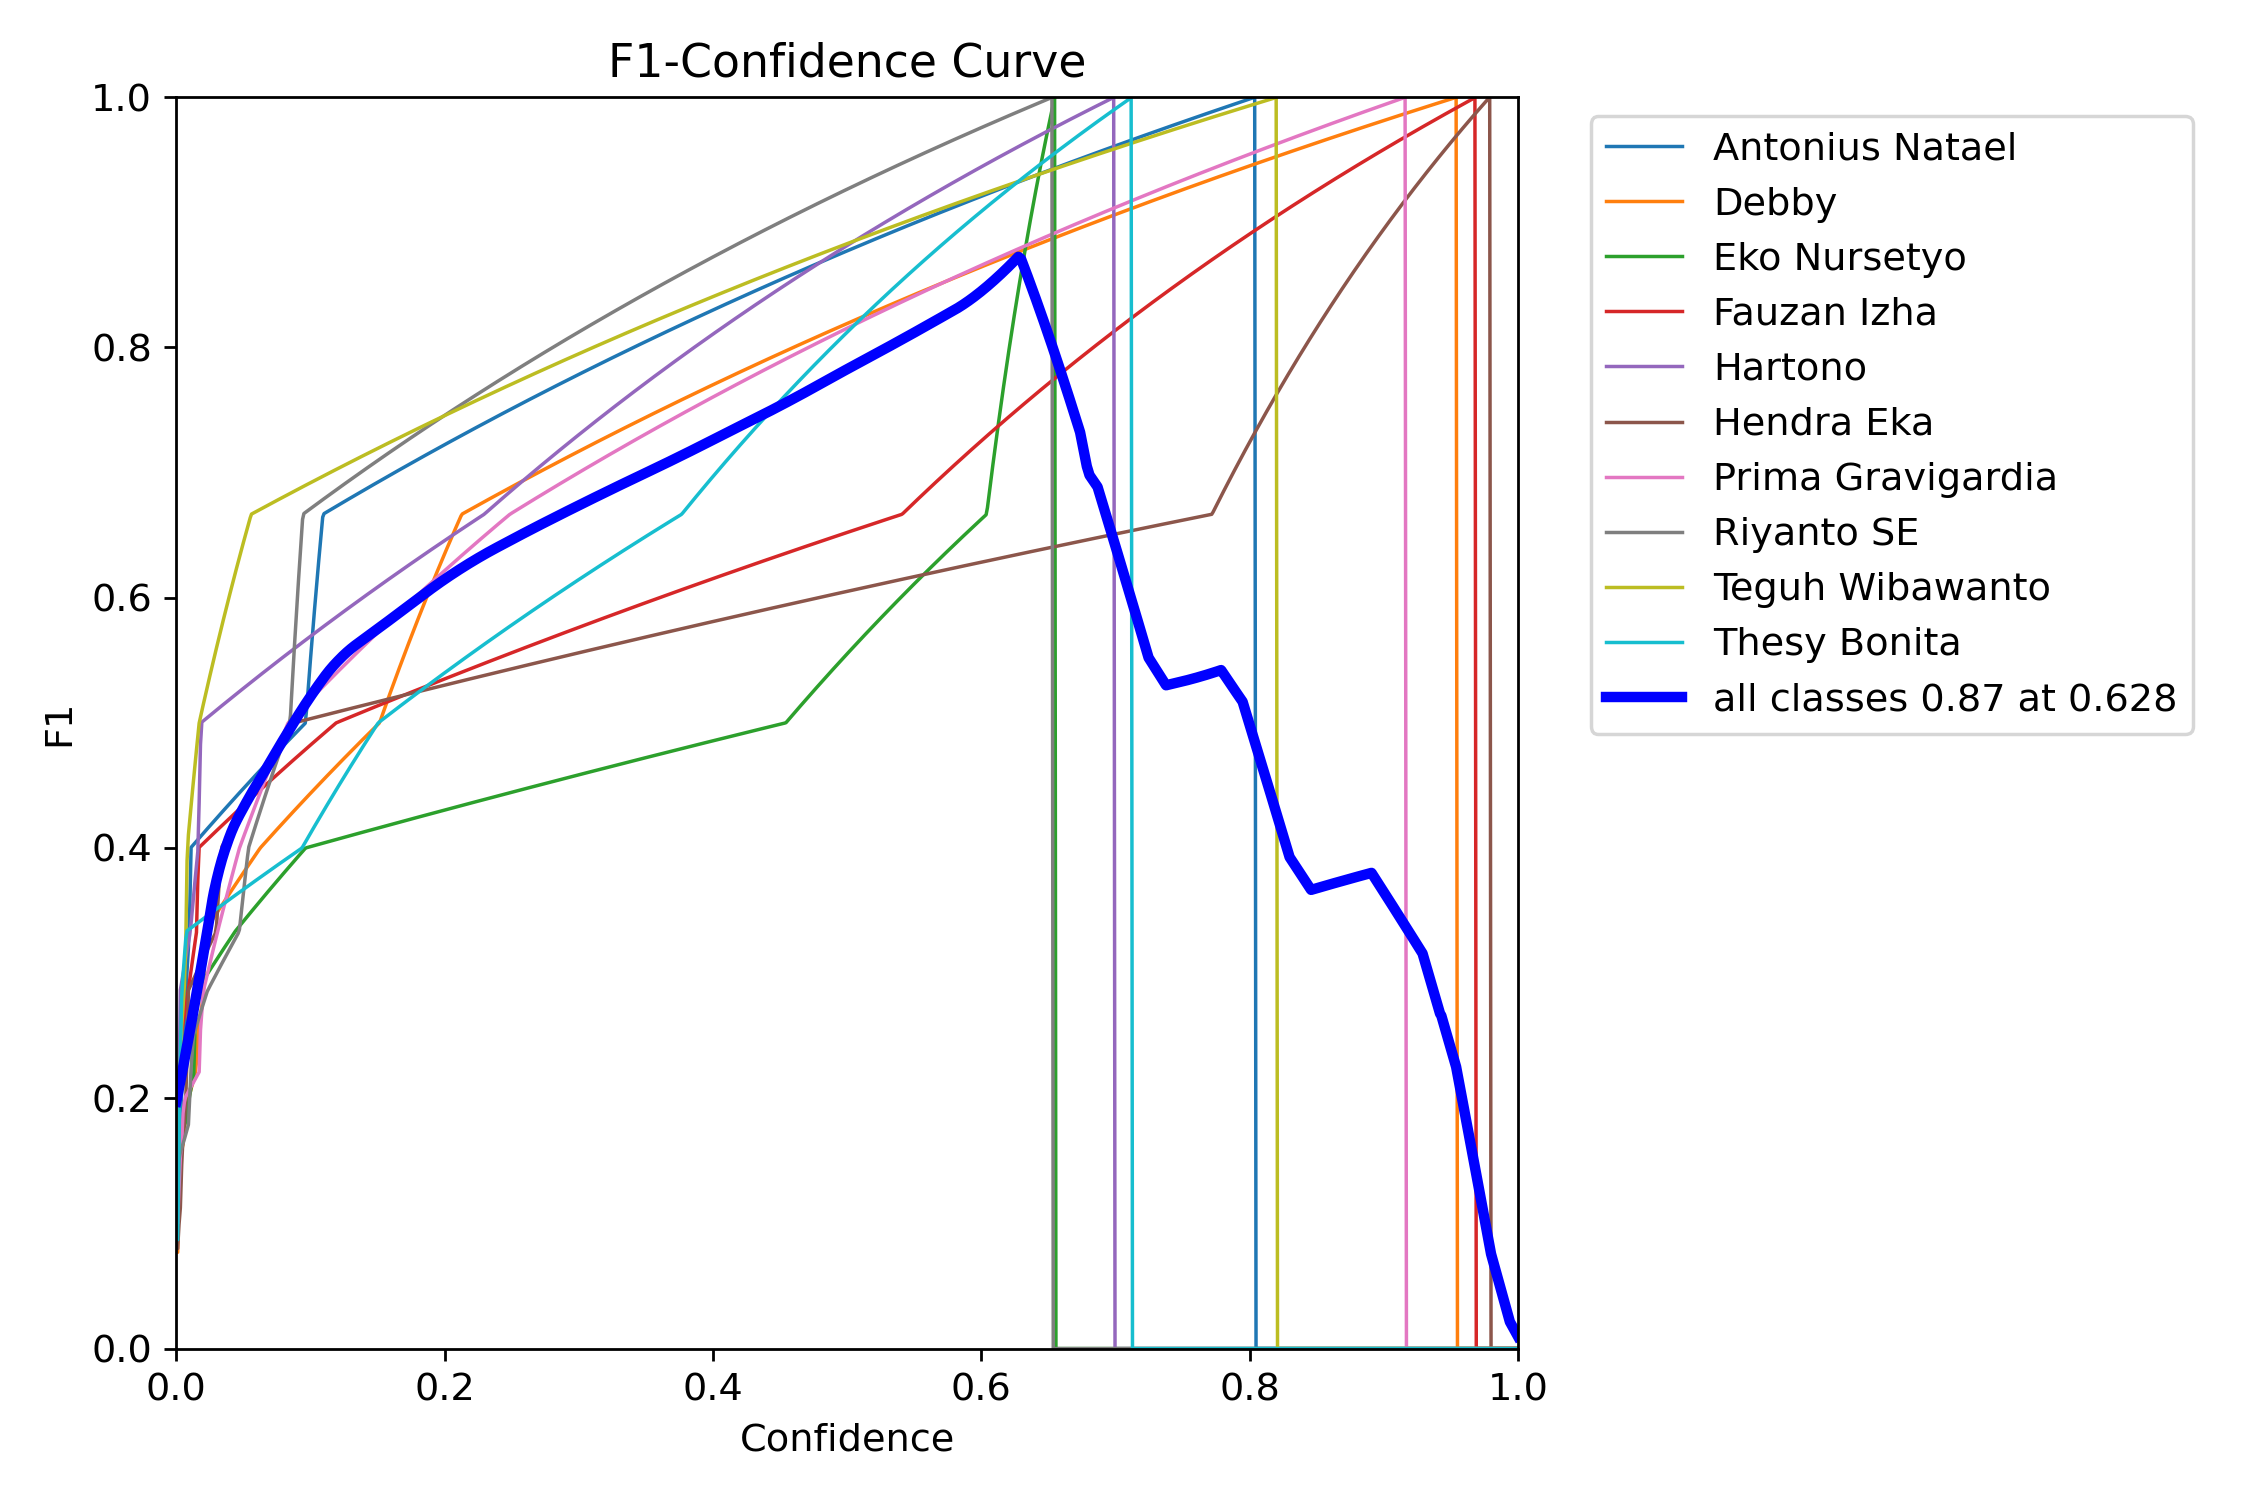 F1-Confidence Curve
1.0
0.8
0.6
0.4
0.2
0.0
F1
0.0 0.2 0.4 0.6 0.8 1.0
Confidence
Antonius Natael
Debby
Eko Nursetyo
Fauzan Izha
Hartono
Hendra Eka
Prima Gravigardia
Riyanto SE
Teguh Wibawanto
Thesy Bonita
all classes 0.87 at 0.628